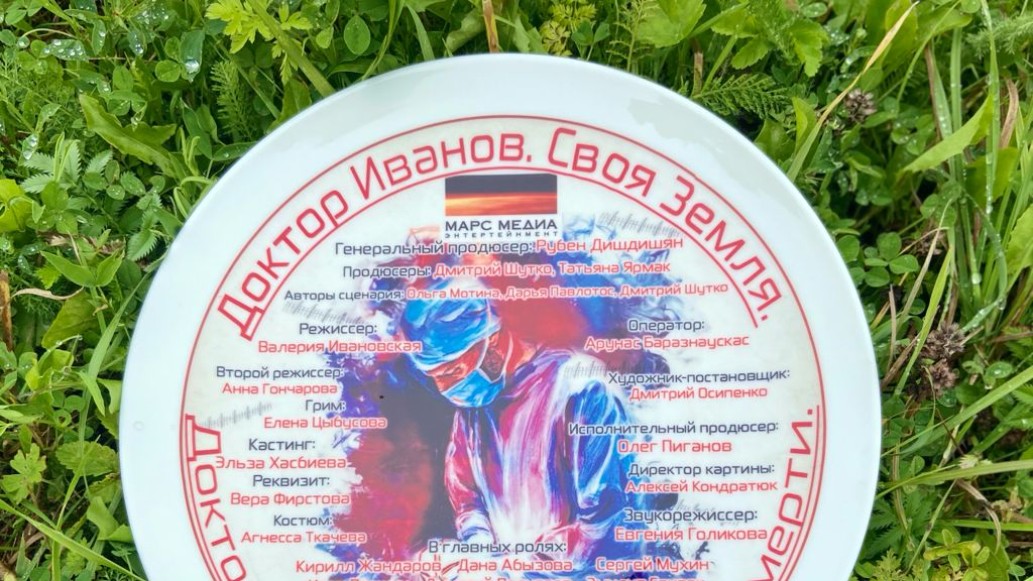 Доктор Иванов. Своя Земля.
МАРС МЕДИА
ЭНТЕРТЕЙНМЕНТ
Генеральный продюсер: Рубен Дишдишян
Продюсеры: Дмитрий Шутко, Татьяна Ярмак
Авторы сценария: Ольга Мотина, Дарья Павлотос, Дмитрий Шутко
Режиссер:
Валерия Ивановская
Оператор:
Арунас Баразнаускас
Второй режиссер:
Анна Гончарова
Художник-постановщик:
Дмитрий Осипенко
Грим:
Елена Цыбусова
Исполнительный продюсер:
Олег Пиганов
Кастинг:
Эльза Хасбиева
Директор картины:
Алексей Кондратюк
Реквизит:
Вера Фирстова
Звукорежиссер:
Евгения Голикова
Костюм:
Агнесса Ткачева
В главных ролях:
Кирилл Жандаров Дана Абызова Сергей Мухин